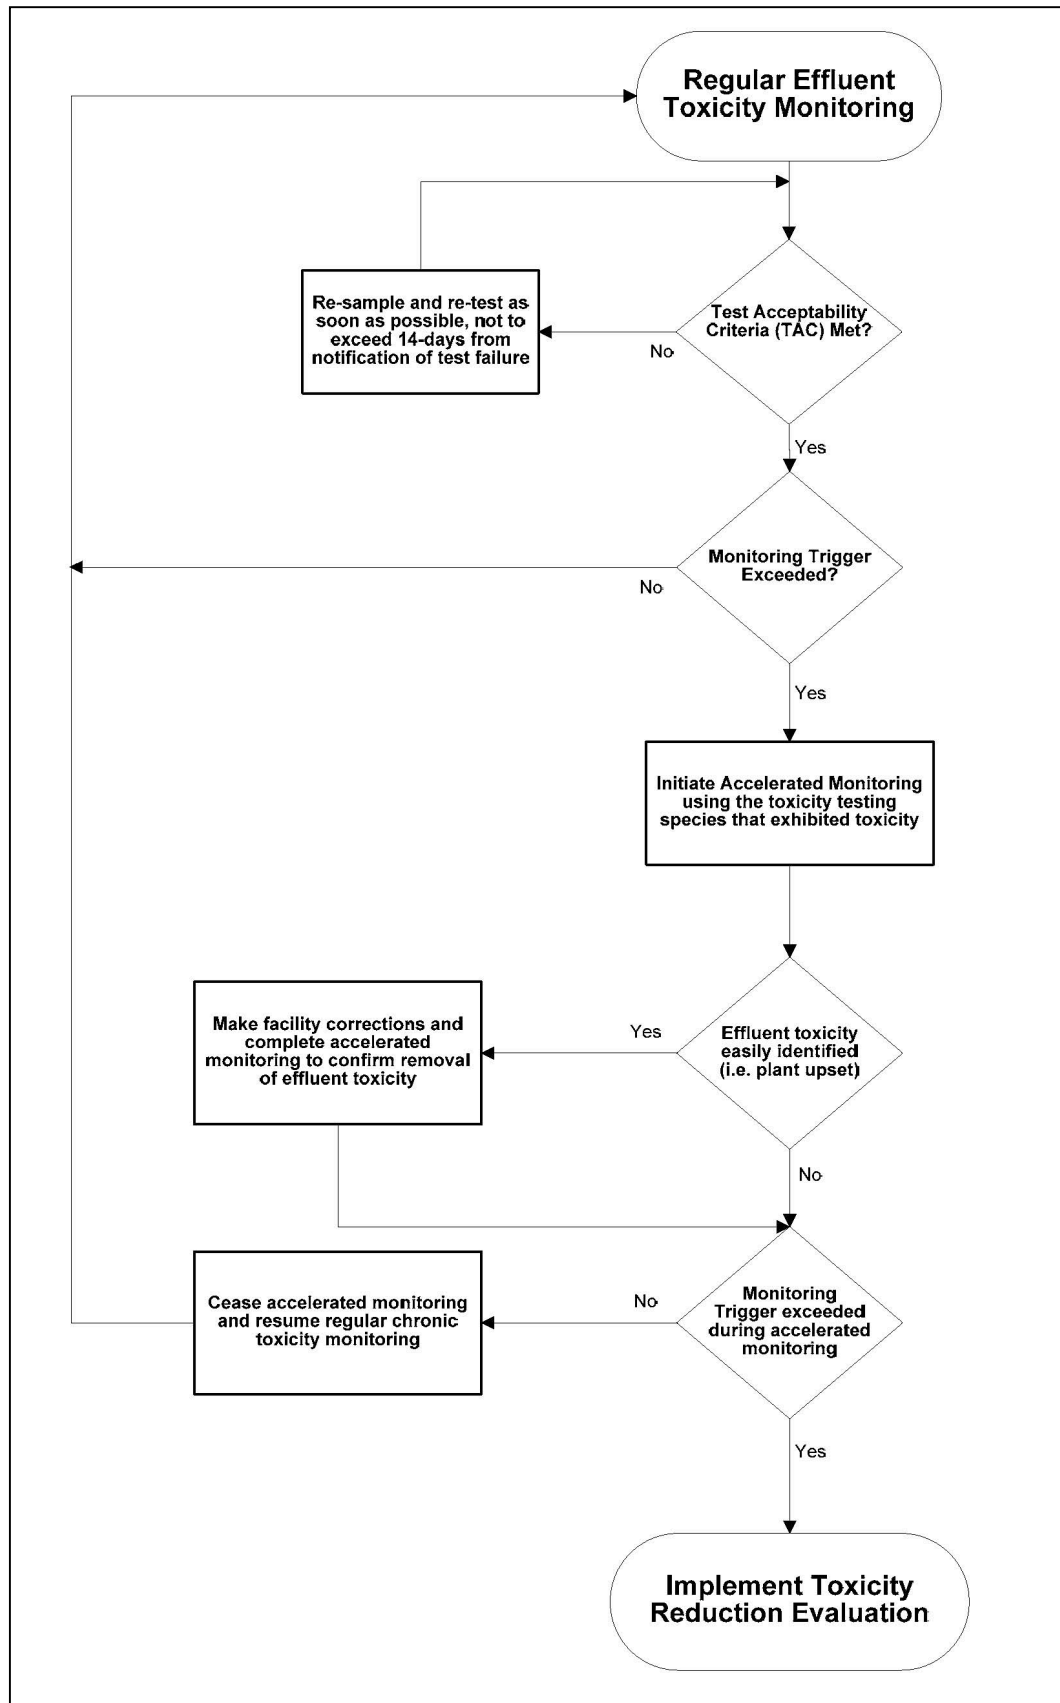 Regular Effluent
Toxicity Monitoring
Test Acceptability
Criteria (TAC) Met?
No
Re-sample and re-test as
soon as possible, not to
exceed 14-days from
notification of test failure
Yes
Monitoring Trigger
Exceeded?
No
Yes
Initiate Accelerated Monitoring
using the toxicity testing
species that exhibited toxicity
Effluent toxicity
easily identified
(i.e. plant upset)
Yes
Make facility corrections and
complete accelerated
monitoring to confirm removal
of effluent toxicity
No
Monitoring
Trigger exceeded
during accelerated
monitoring
No
Cease accelerated monitoring
and resume regular chronic
toxicity monitoring
Yes
Implement Toxicity
Reduction Evaluation